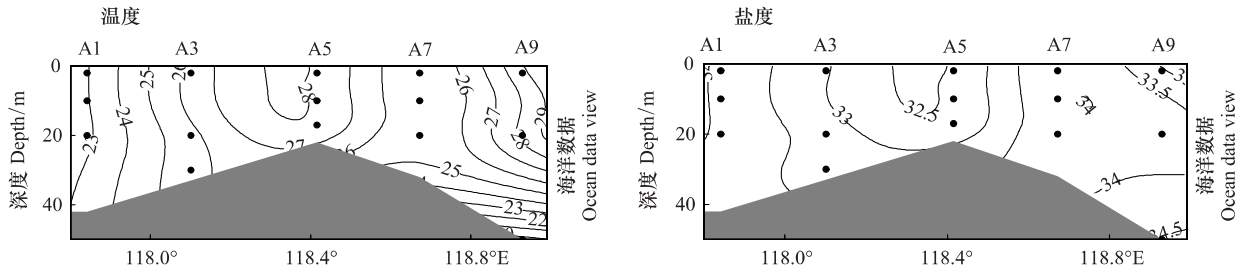 温度
A1 A3 A5 A7 A9
0
20
40
深度 Depth/m
23 24 25 26 28 27 26 25 26 27 28 29 23 22
118.0° 118.4° 118.8°E
海洋数据
Ocean data view
盐度
A1 A3 A5 A7 A9
0
20
40
深度 Depth/m
33 32.5 34 33.5 34 34.5
118.0° 118.4° 118.8°E
海洋数据
Ocean data view